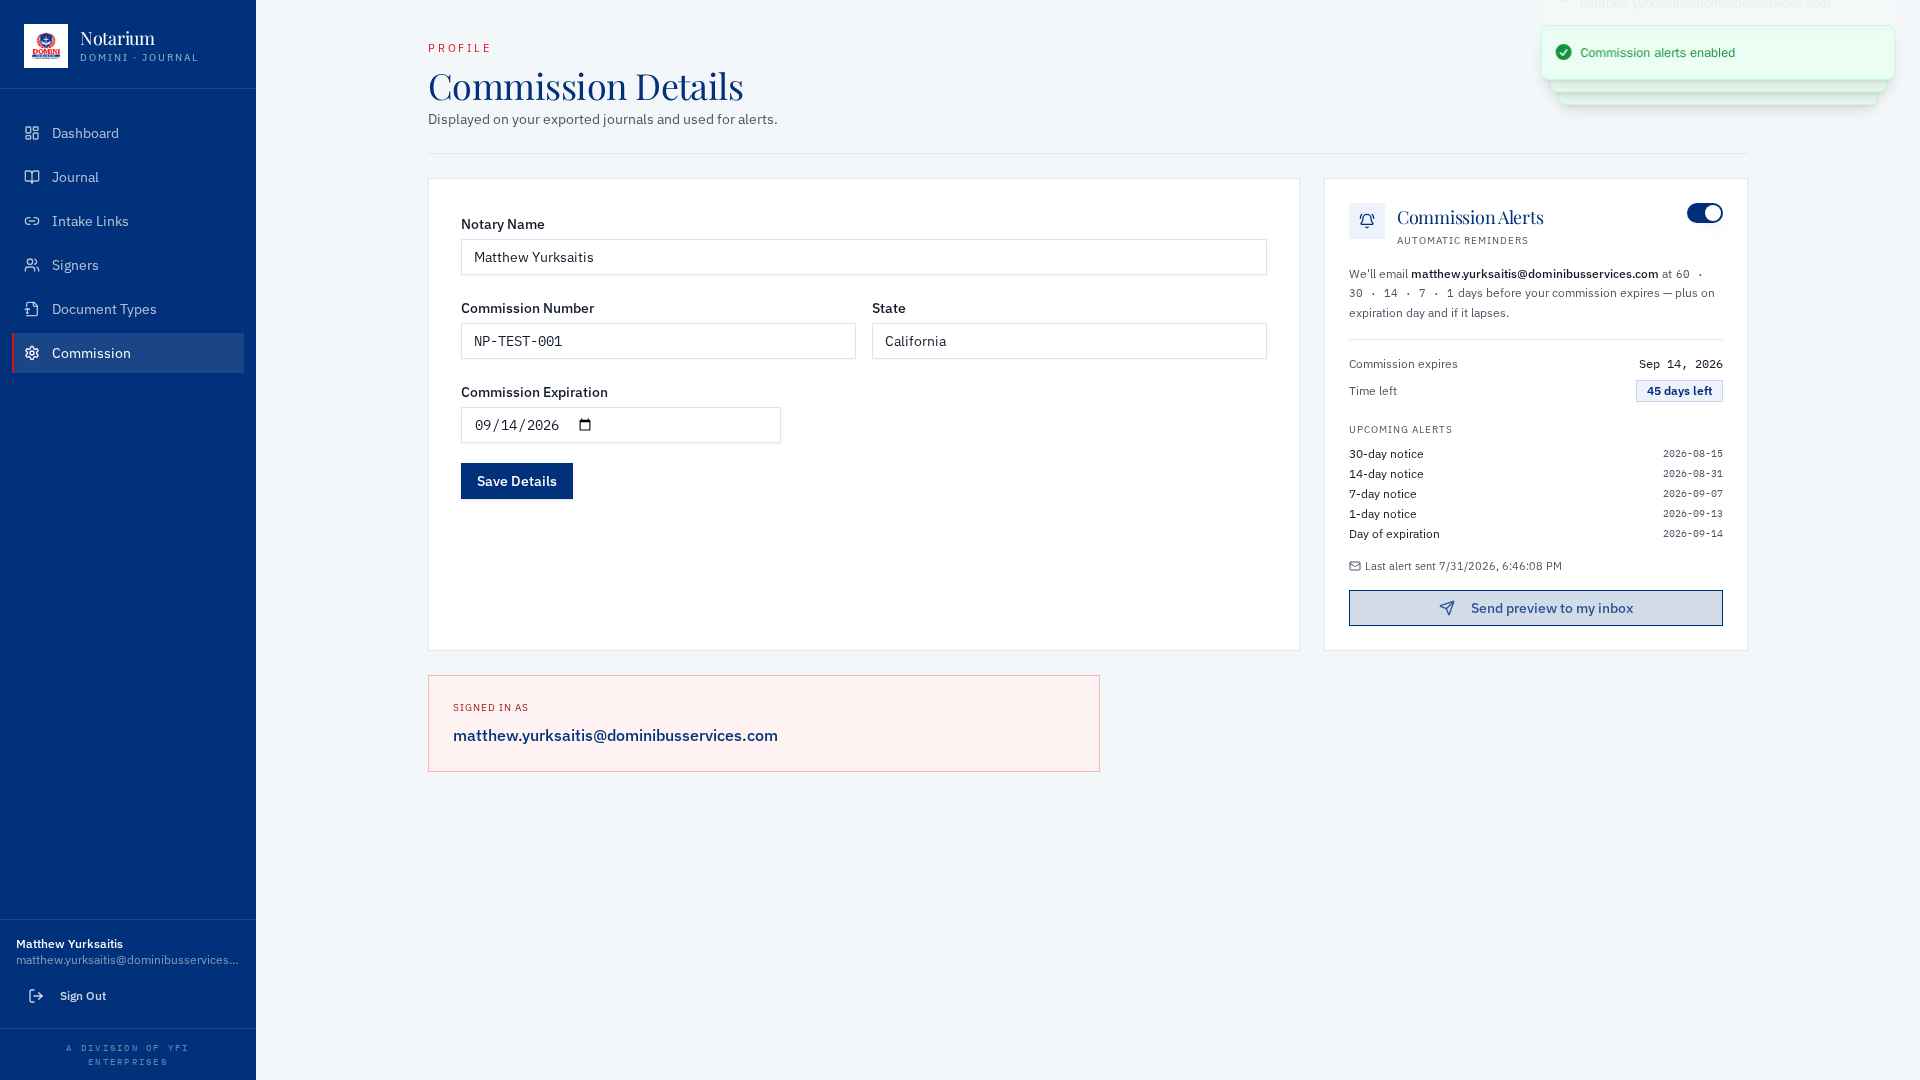 Notarium
DOMINI · JOURNAL
Dashboard
Journal
Intake Links
Signers
Document Types
Commission
Matthew Yurksaitis
matthew.yurksaitis@dominibusservices...
Sign Out
A DIVISION OF YFI
ENTERPRISES
PROFILE
Commission Details
Displayed on your exported journals and used for alerts.
Notary Name
Matthew Yurksaitis
Commission Number
NP-TEST-001
State
California
Commission Expiration
09/14/2026
Save Details
Commission alerts enabled
Commission Alerts
AUTOMATIC REMINDERS
We'll email matthew.yurksaitis@dominibusservices.com at 60 ·
30 · 14 · 7 · 1 days before your commission expires — plus on
expiration day and if it lapses.
Commission expires Sep 14, 2026
Time left 45 days left
UPCOMING ALERTS
30-day notice 2026-08-15
14-day notice 2026-08-31
7-day notice 2026-09-07
1-day notice 2026-09-13
Day of expiration 2026-09-14
Last alert sent 7/31/2026, 6:46:08 PM
Send preview to my inbox
SIGNED IN AS
matthew.yurksaitis@dominibusservices.com